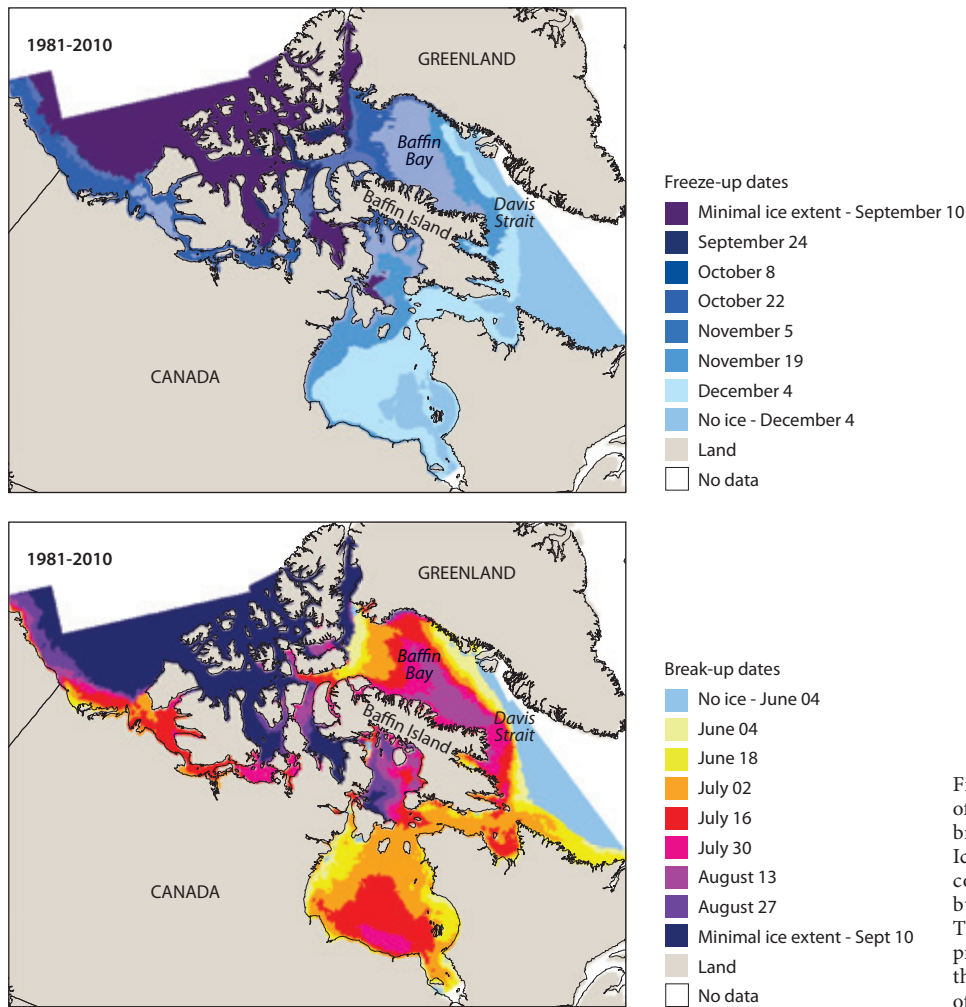 1981-2010
GREENLAND
Baffin
Bay
Baffin Island
Davis
Strait
CANADA
Freeze-up dates
Minimal ice extent - September 10
September 24
October 8
October 22
November 5
November 19
December 4
No ice - December 4
Land
No data
1981-2010
GREENLAND
Baffin
Bay
Baffin Island
Davis
Strait
CANADA
Break-up dates
No ice - June 04
June 04
June 18
July 02
July 16
July 30
August 13
August 27
Minimal ice extent - Sept 10
Land
No data
of